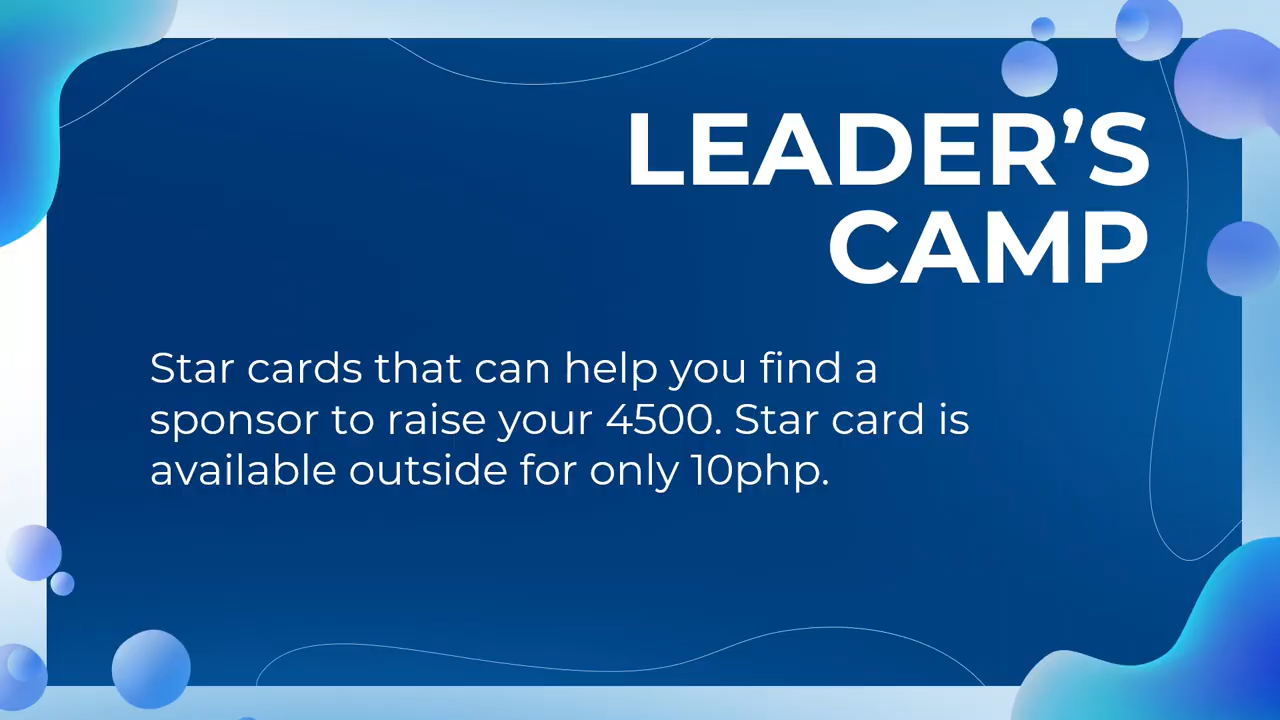 LEADER’S
CAMP
Star cards that can help you find a
sponsor to raise your 4500. Star card is
available outside for only 10php.